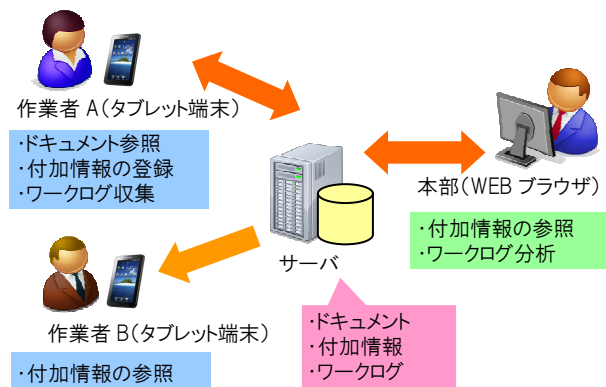 作業者 A(タブレット端末)
・ドキュメント参照
・付加情報の登録
・ワークログ収集
本部(WEB ブラウザ)
・付加情報の参照
・ワークログ分析
サーバ
・ドキュメント
・付加情報
・ワークログ
作業者 B(タブレット端末)
・付加情報の参照